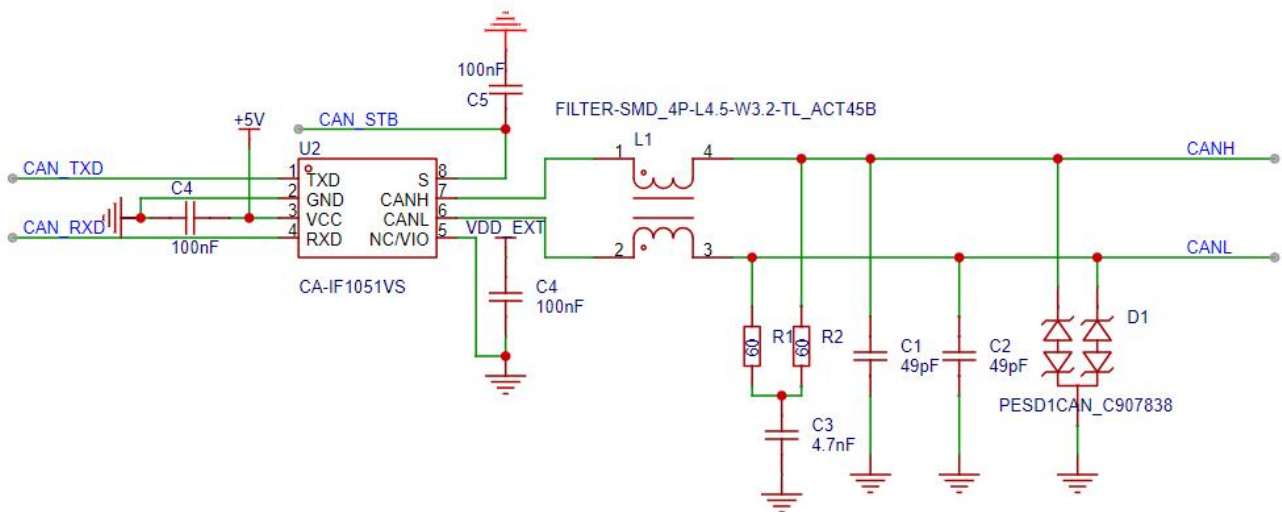 100nF
C5
FILTER-SMD_4P-L4.5-W3.2-TL_ACT45B
+5V
CAN_STB
L1
U2
1
4
CANH
CAN_TXD
1
TXD
S
8
C4
2
GND
CANH
7
3
VCC
CANL
6
CAN_RXD
4
RXD
NC/VIO
5
100nF
VDD_EXT
2
3
CANL
CA-IF1051VS
C4
100nF
60
R1
60
R2
C1
49pF
C2
49pF
D1
PESD1CAN_C907838
C3
4.7nF